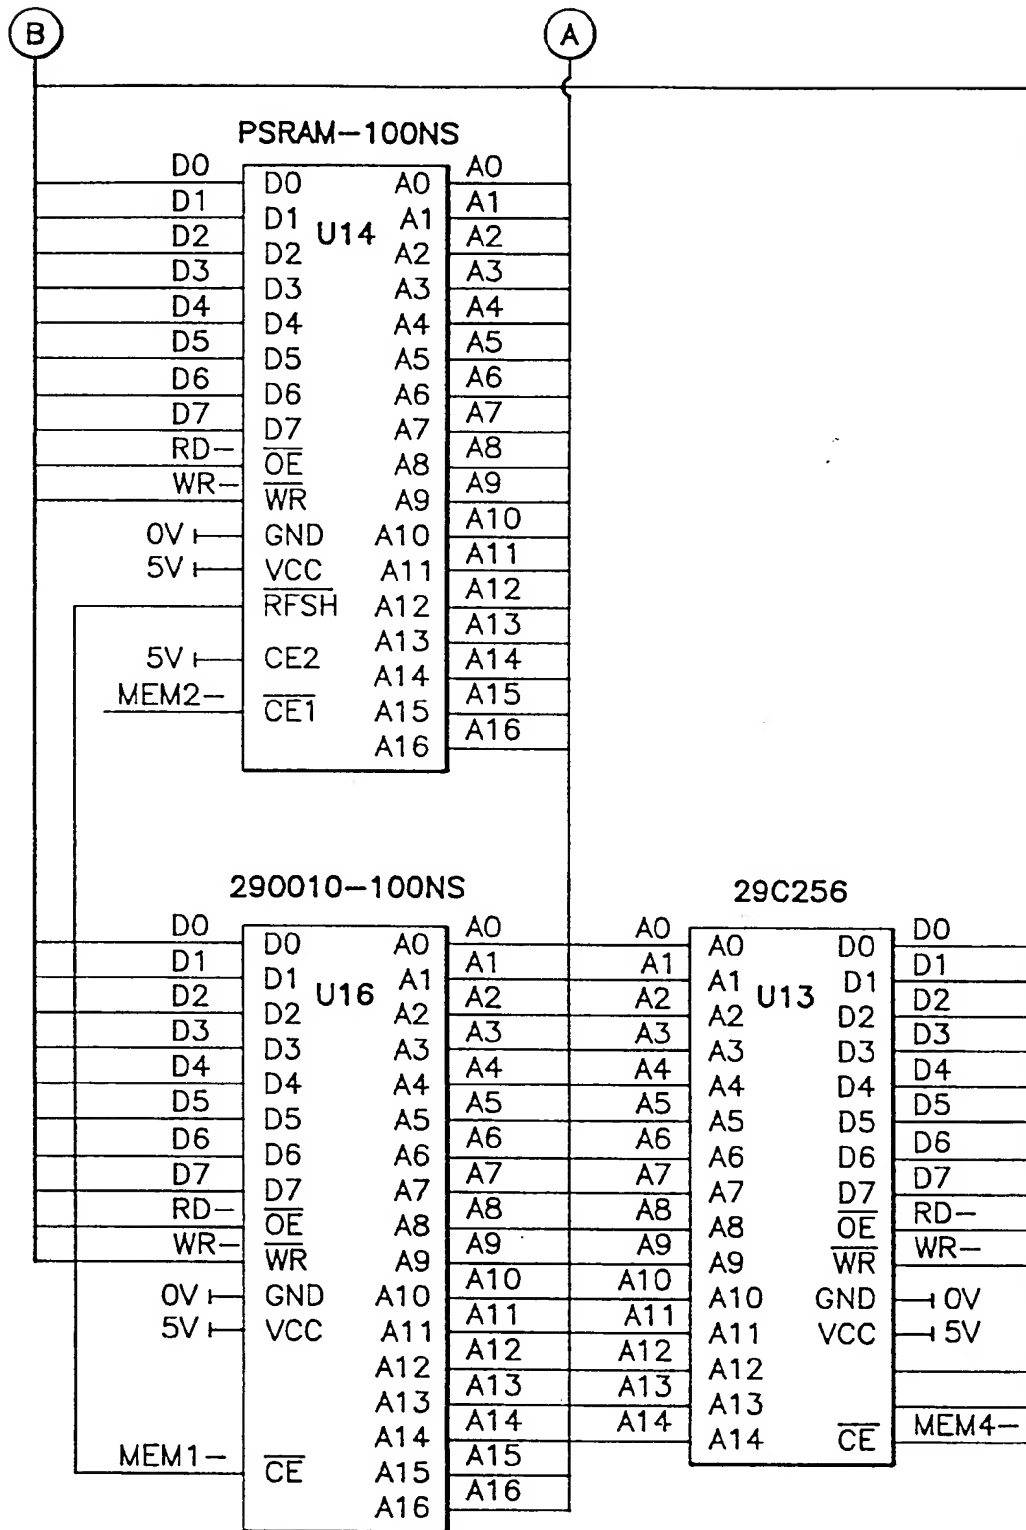 B A
PSRAM-100NS
D0 D0 A0 A0
D1 D1 U14 A1 A1
D2 D2 A2 A2
D3 D3 A3 A3
D4 D4 A4 A4
D5 D5 A5 A5
D6 D6 A6 A6
D7 D7 A7 A7
RD- OE A8 A8
WR- WR A9 A9
0V GND A10 A10
5V VCC A11 A11
RFSH A12 A12
A13 A13
5V CE2 A14 A14
MEM2- CE1 A15 A15
A16 A16
290010-100NS 29C256
D0 D0 A0 A0 A0 A0 D0 D0
D1 D1 U16 A1 A1 A1 A1 U13 D1 D1
D2 D2 A2 A2 A2 A2 D2 D2
D3 D3 A3 A3 A3 A3 D3 D3
D4 D4 A4 A4 A4 A4 D4 D4
D5 D5 A5 A5 A5 A5 D5 D5
D6 D6 A6 A6 A6 A6 D6 D6
D7 D7 A7 A7 A7 A7 D7 D7
RD- OE A8 A8 A8 A8 OE RD-
WR- WR A9 A9 A9 A9 WR WR-
0V GND A10 A10 A10 A10 GND 0V
5V VCC A11 A11 A11 A11 VCC 5V
A12 A12 A12 A12
A13 A13 A13 A13
A14 A14 A14 A14 CE MEM4-
MEM1- CE A15 A15
A16 A16